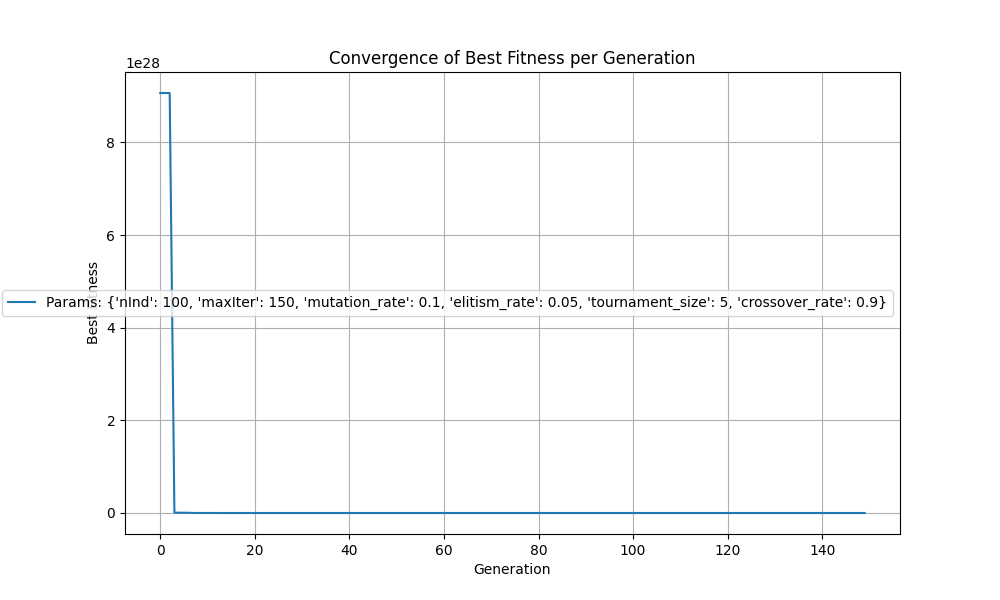 Convergence of Best Fitness per Generation
1e28
8
6
4
2
0
Best
Params: {'nInd': 100, 'maxIter': 150, 'mutation_rate': 0.1, 'elitism_rate': 0.05, 'tournament_size': 5, 'crossover_rate': 0.9}
0 20 40 60 80 100 120 140
Generation